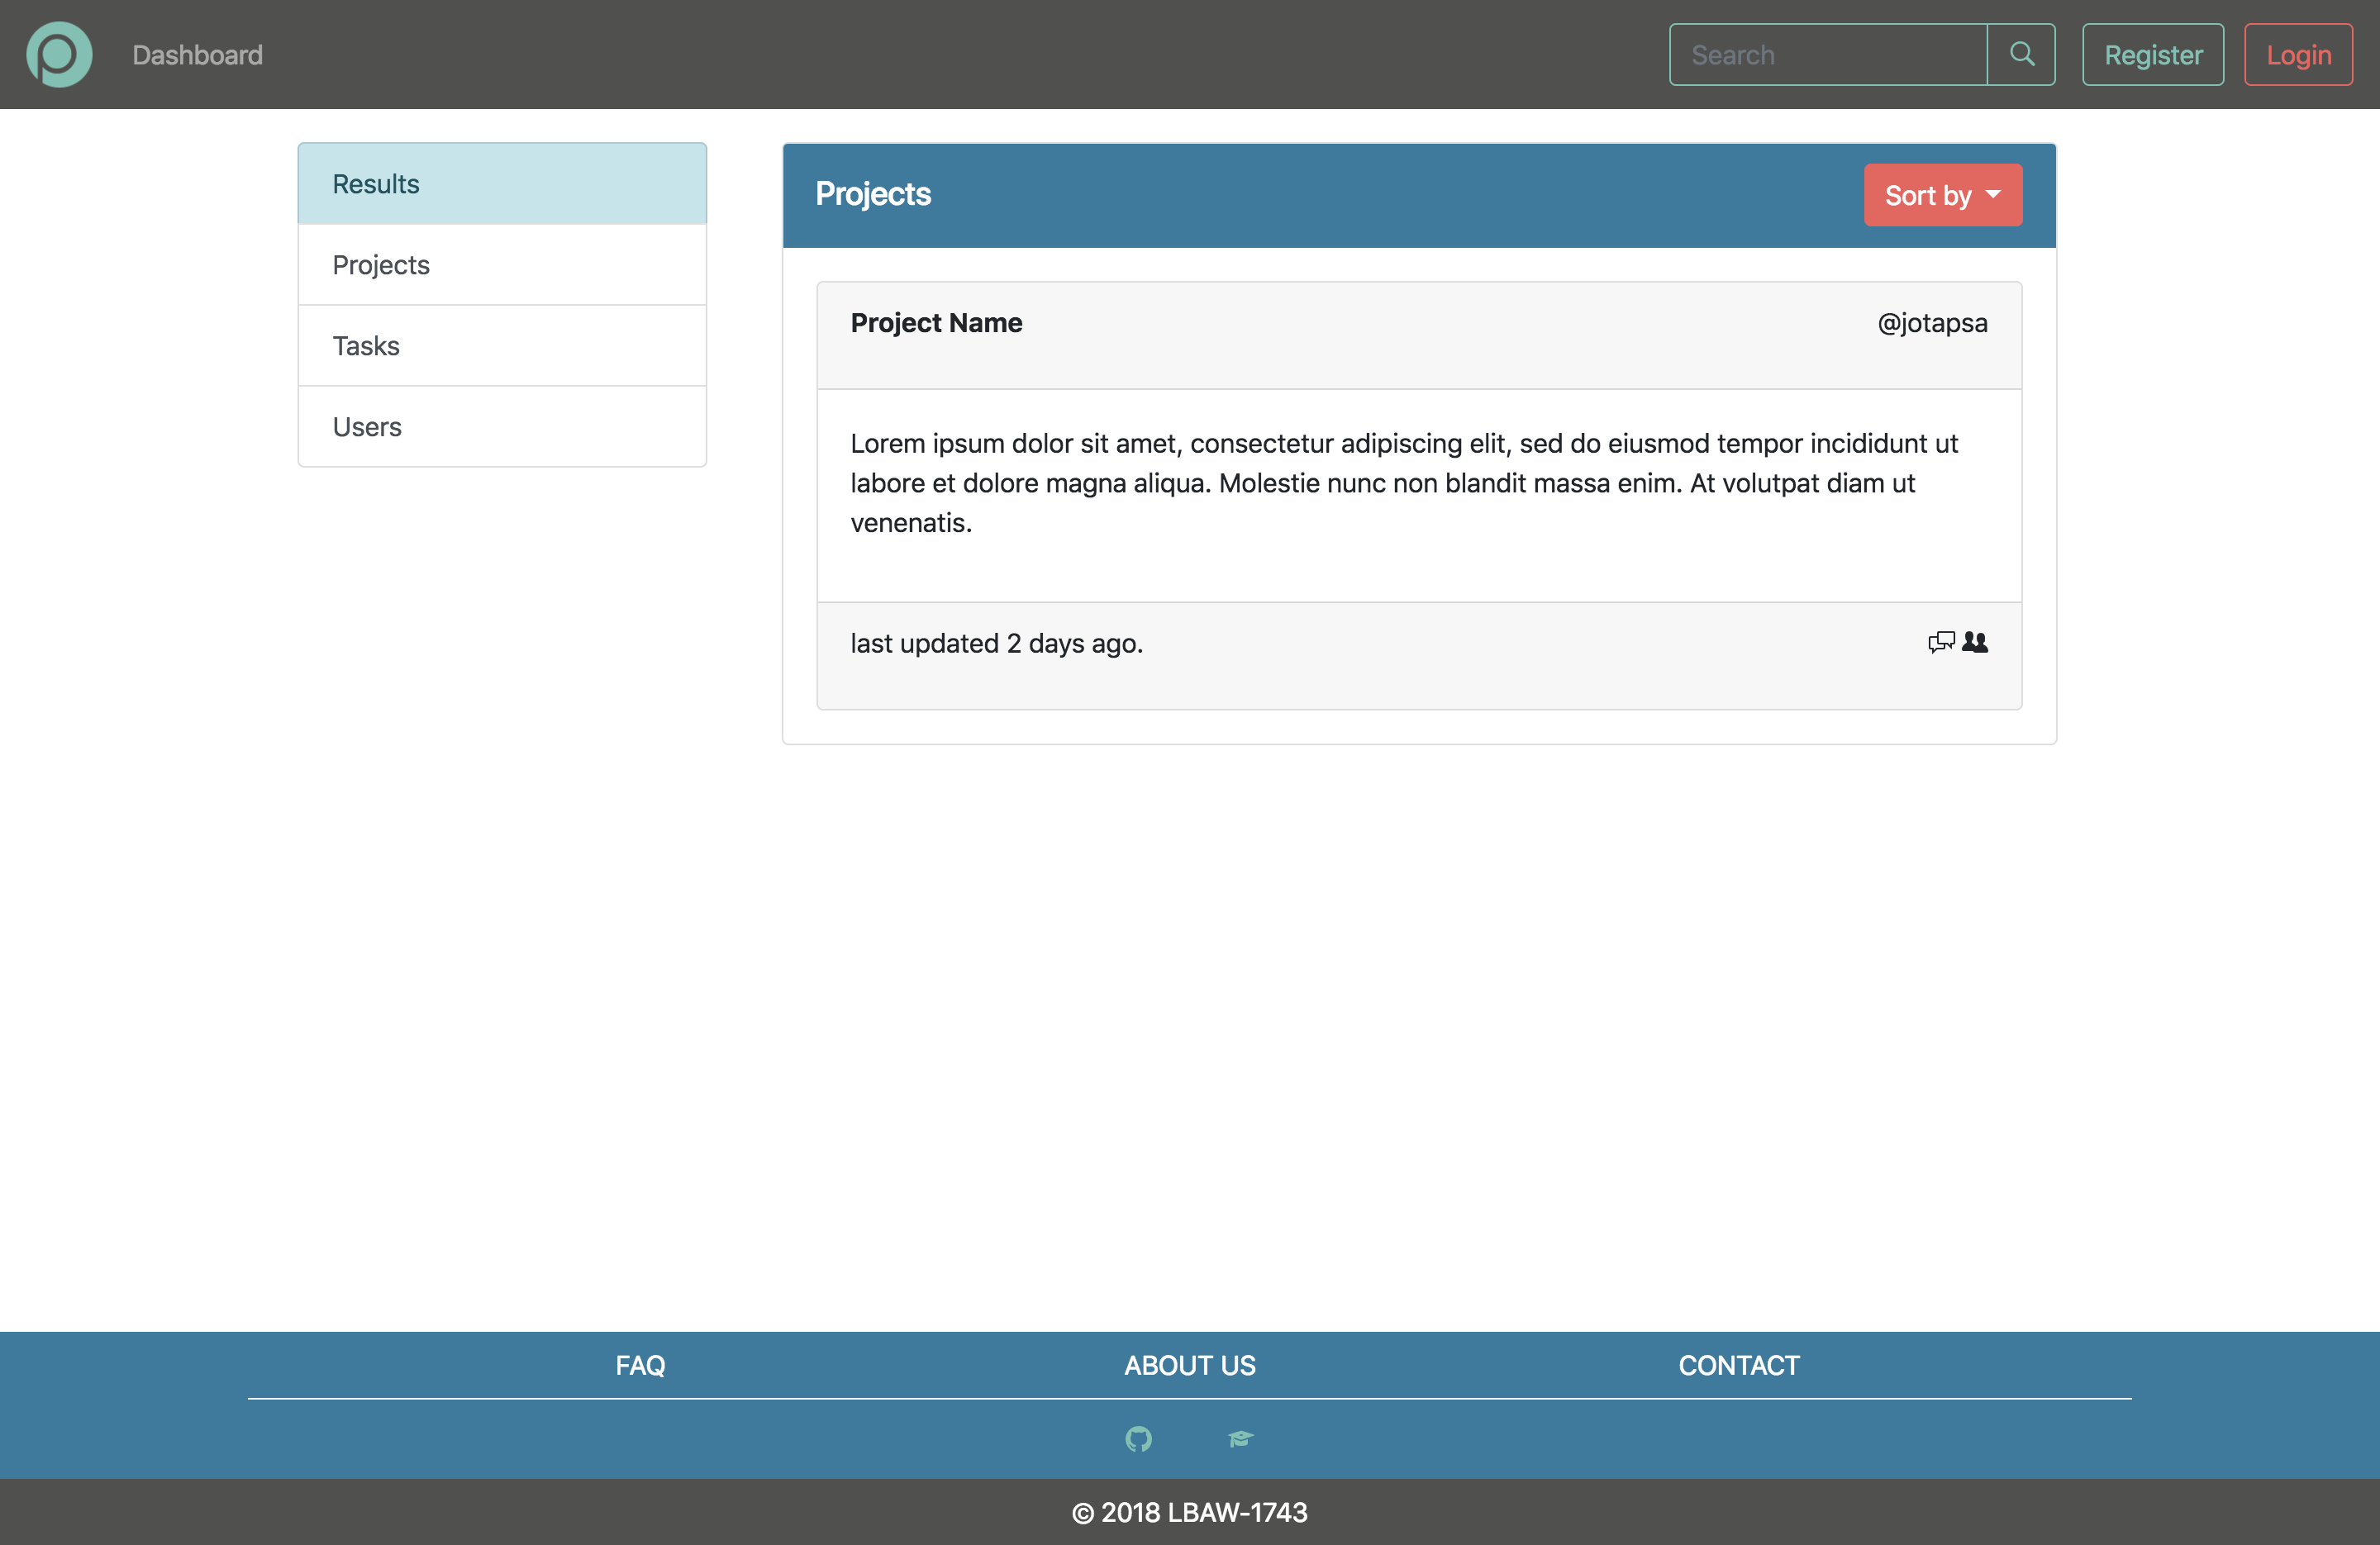 Dashboard
Search
Register
Login
Results
Projects
Tasks
Users
Projects
Sort by
Project Name
@jotapsa
Lorem ipsum dolor sit amet, consectetur adipiscing elit, sed do eiusmod tempor incididunt ut
labore et dolore magna aliqua. Molestie nunc non blandit massa enim. At volutpat diam ut
venenatis.
last updated 2 days ago.
FAQ
ABOUT US
CONTACT
© 2018 LBAW-1743